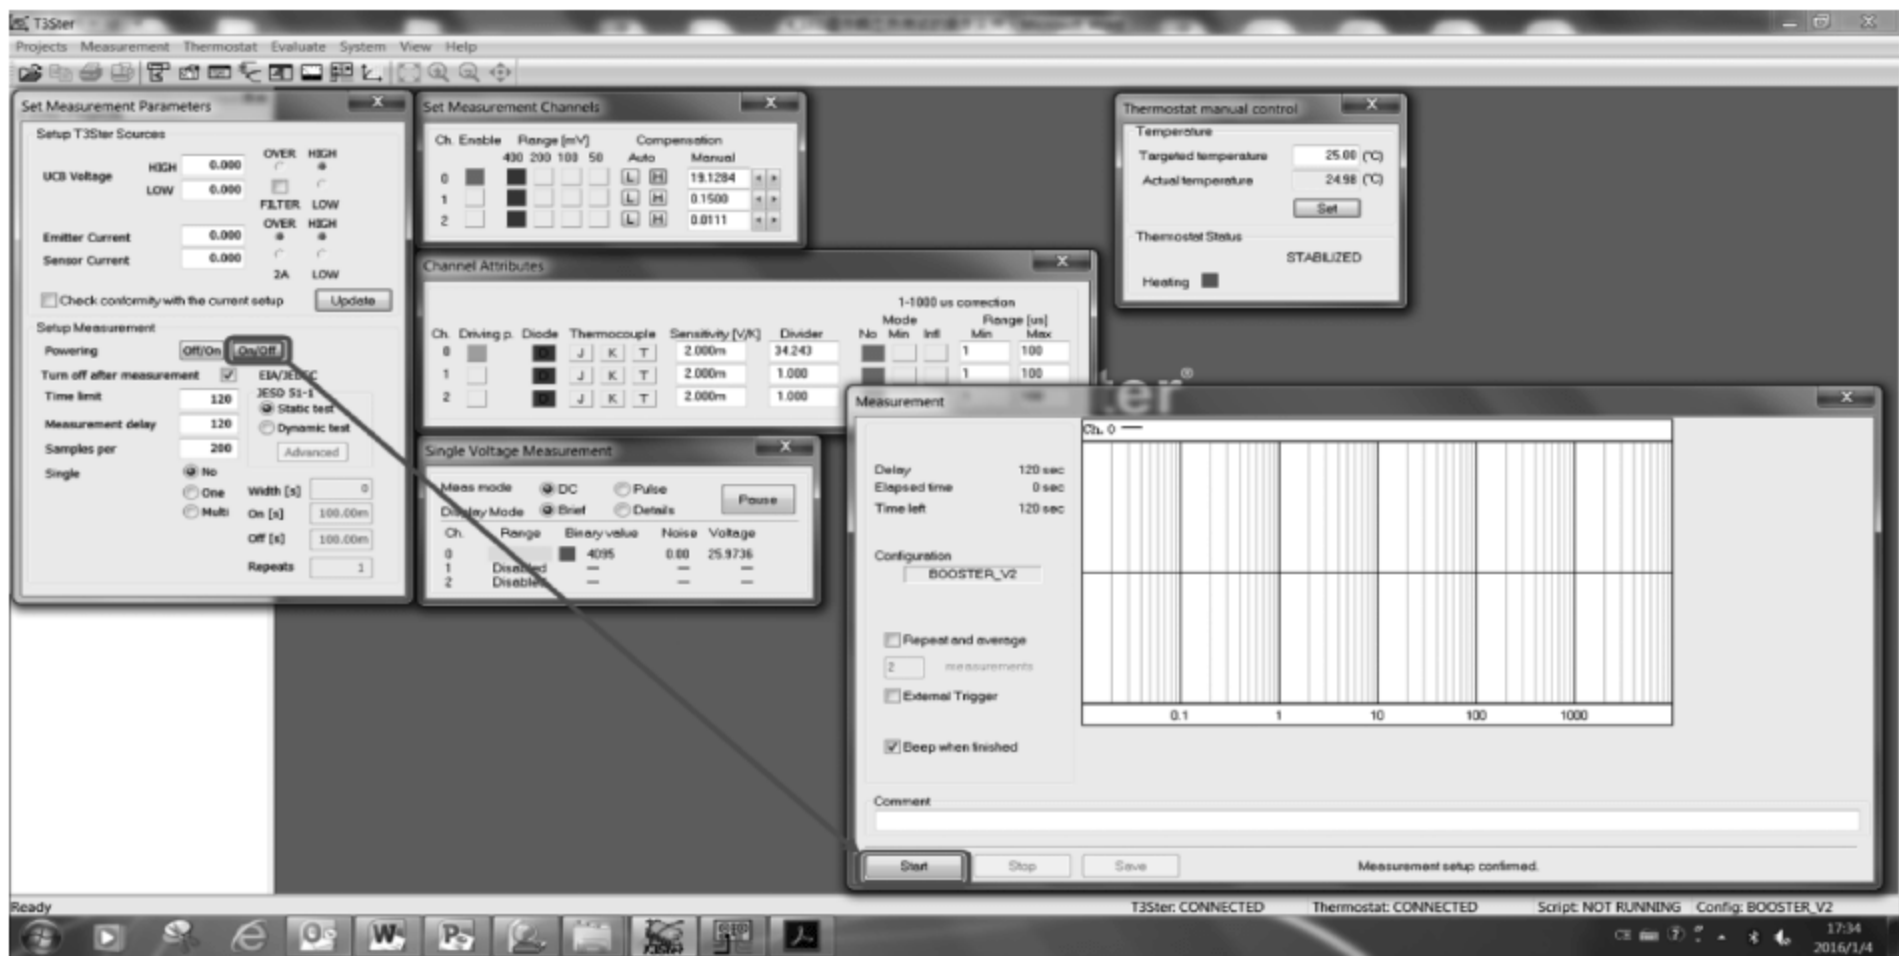 T3Ster
Projects Measurement Thermostat Evaluate System View Help
Set Measurement Parameters
Setup T3Ster Sources
OVER HIGH
HIGH 0.000
UCB Voltage
LOW 0.000
FILTER LOW
OVER HIGH
Emitter Current 0.000
Sensor Current 0.000
2A LOW
Check conformity with the current setup Update
Setup Measurement
Powering Off/On On/Off
Turn off after measurement EIA/JEDEC
JESD 51-1
Time limit 120 Static test
Measurement delay 120 Dynamic test
Samples per 200 Advanced
Single No
One Width [s] 0
Multi On [s] 100.00m
Off [s] 100.00m
Repeats 1
Set Measurement Channels
Ch. Enable Range [mV] Compensation
400 200 100 50 Auto Manual
0 L H 19.1284
1 L H 0.1500
2 L H 0.0111
Channel Attributes
1-1000 us correction
Mode Range [us]
Ch. Driving p. Diode Thermocouple Sensitivity [V/K] Divider No Min Infl Min Max
0 D J K T 2.000m 34.243 1 100
1 D J K T 2.000m 1.000 1 100
2 D J K T 2.000m 1.000
Single Voltage Measurement
Meas mode DC Pulse Pause
Display Mode Brief Details
Ch. Range Binary value Noise Voltage
0 4095 0.00 25.9736
1 Disabled — — —
2 Disabled — — —
Thermostat manual control
Temperature
Targeted temperature 25.00 (°C)
Actual temperature 24.98 (°C)
Set
Thermostat Status
STABILIZED
Heating
ter®
Measurement
Ch. 0
Delay 120 sec
Elapsed time 0 sec
Time left 120 sec
Configuration
BOOSTER_V2
Repeat and average
2 measurements
External Trigger
0.1 1 10 100 1000
Beep when finished
Comment
Start Stop Save Measurement setup confirmed.
Ready T3Ster: CONNECTED Thermostat: CONNECTED Script: NOT RUNNING Config: BOOSTER_V2
CH 17:34
2016/1/4